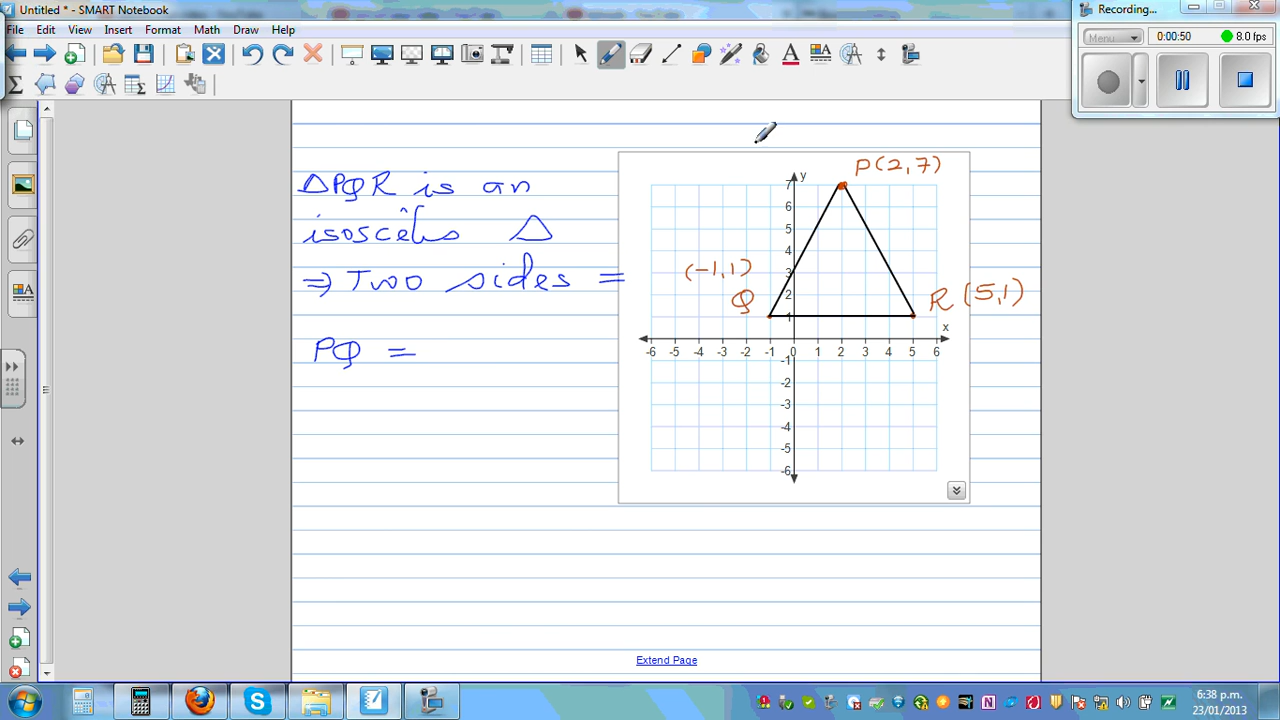 Untitled * - SMART Notebook
File Edit View Insert Format Math Draw Help
Recording...
Menu
0:00:50
8.0 fps
ΔPQR is an
isoscêles Δ
⇒ Two sides =
PQ =
P(2,7)
(-1,1)
Q
R (5,1)
y
x
7
6
5
4
3
2
1
-6 -5 -4 -3 -2 -1 0 1 2 3 4 5 6
-1
-2
-3
-4
-5
-6
Extend Page
6:38 p.m.
23/01/2013